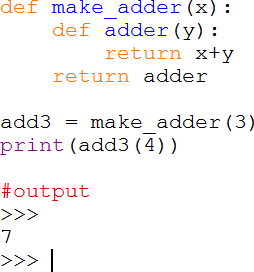 def make_adder(x):
    def adder(y):
        return x+y
    return adder

add3 = make_adder(3)
print(add3(4))

#output
>>>
7
>>>